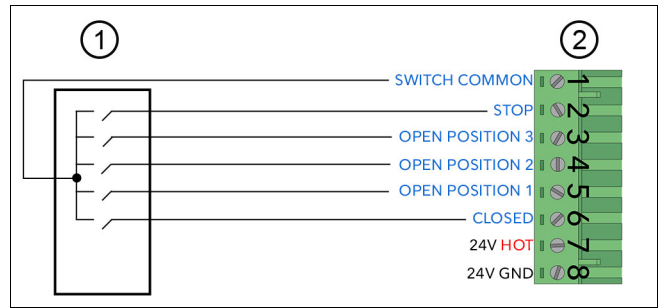 1 2
SWITCH COMMON 1
STOP 2
OPEN POSITION 3 3
OPEN POSITION 2 4
OPEN POSITION 1 5
CLOSED 6
24V HOT 7
24V GND 8